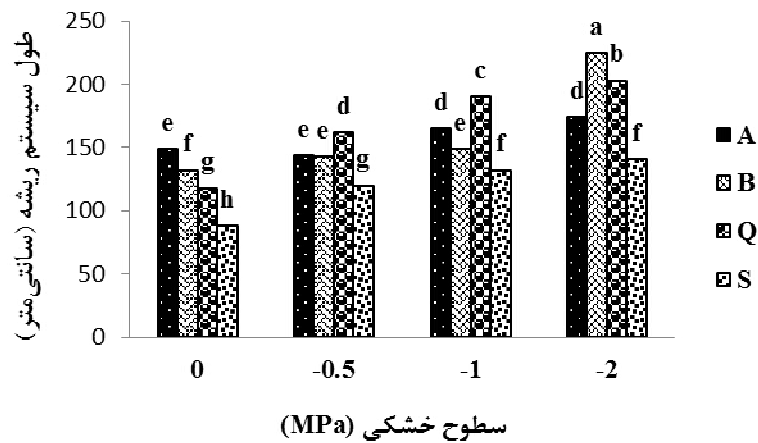 طول سیستم ریشه (سانتی‌متر)
250
200
150
100
50
0
e f g h
e e d g
d e c f
d a b f
0 -0.5 -1 -2
سطوح خشکی (MPa)
A
B
Q
S